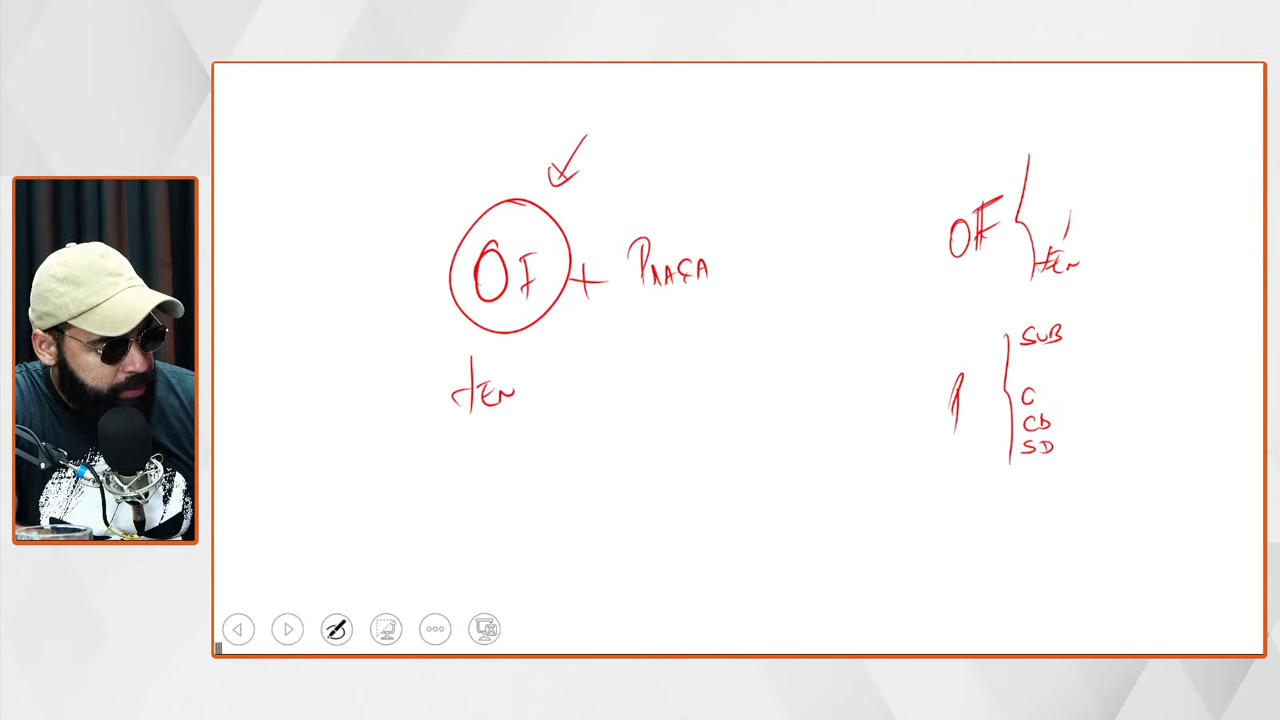 OF + PRAÇA
TEN
OF
TEN
P
SUB
C
CB
SD